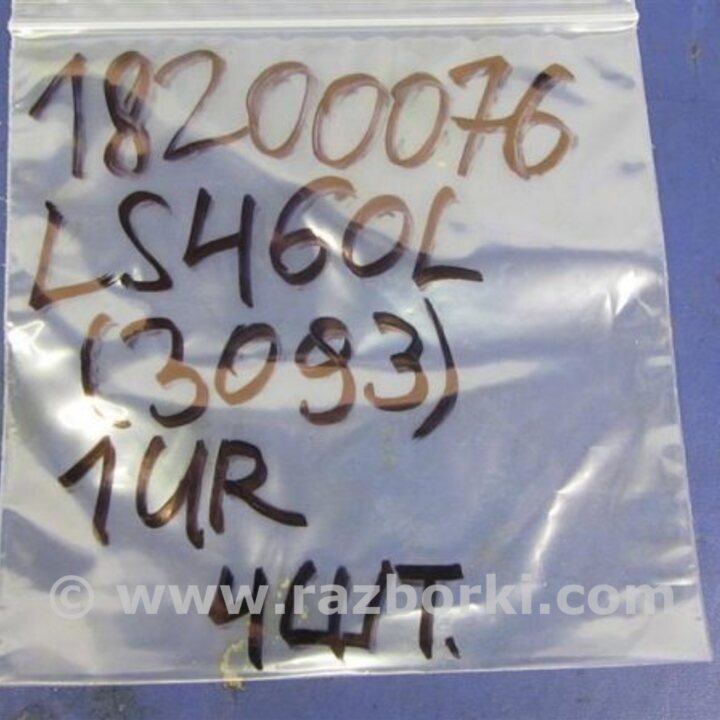 18200076
LS460L
(3093)
1UR
4шт.
© www.razborki.com